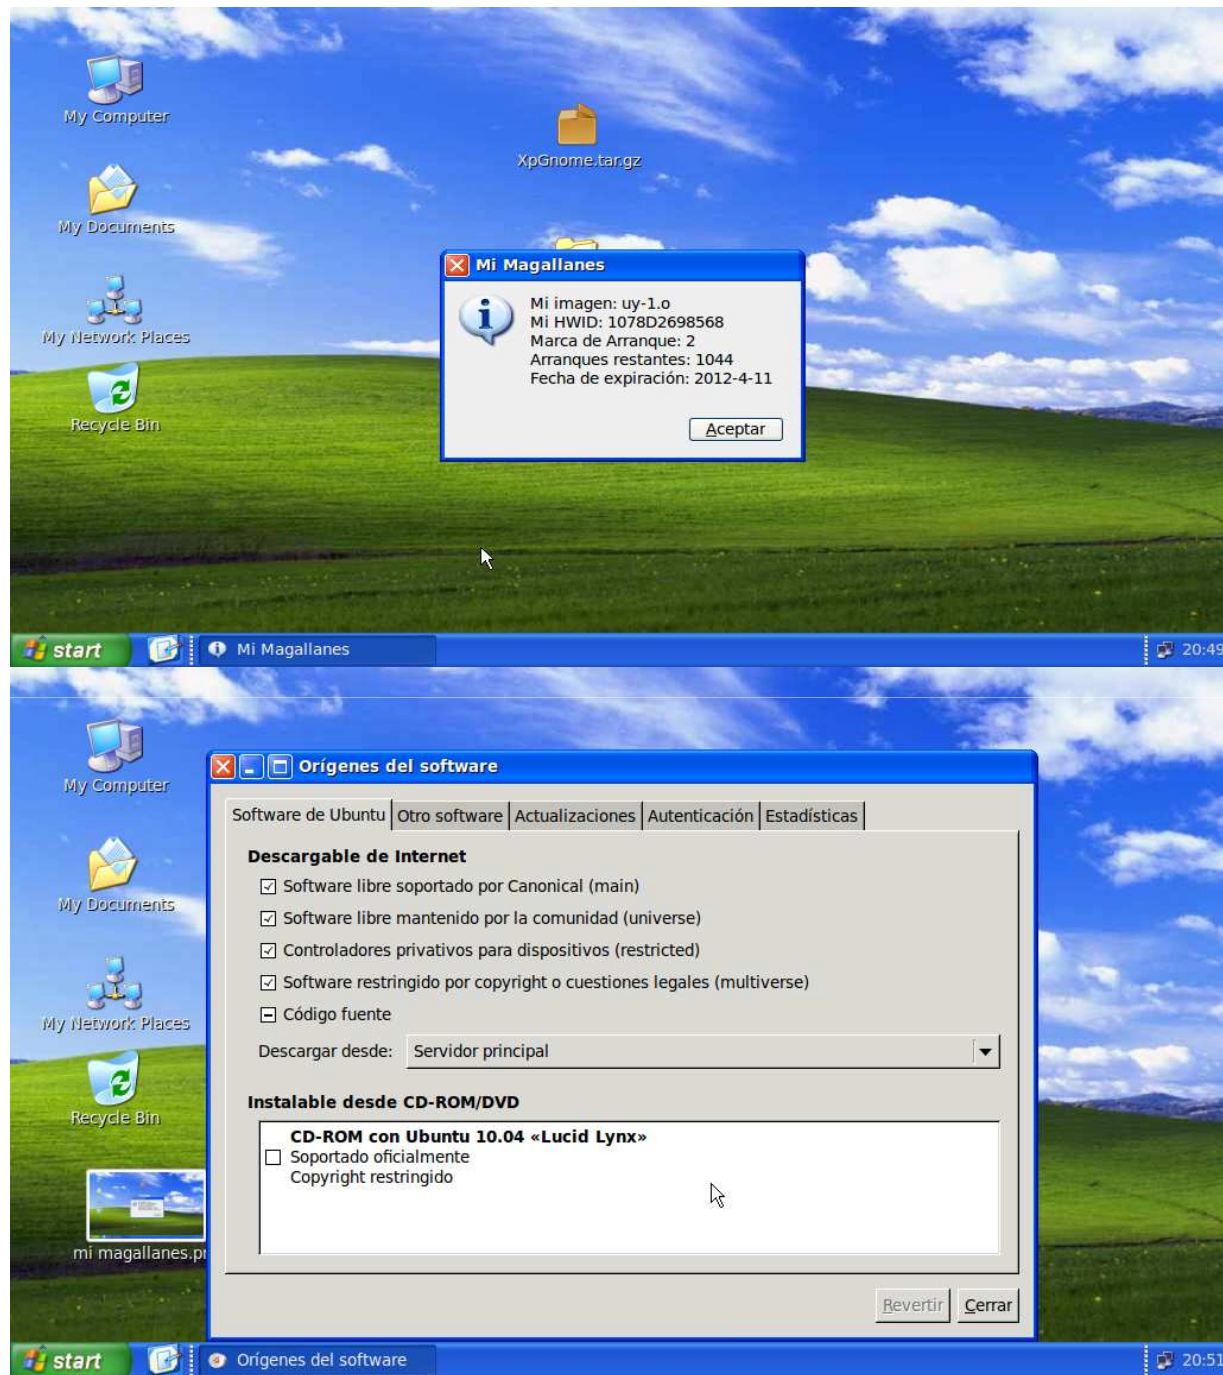 My Computer
XpGnome.tar.gz
My Documents
Mi Magallanes
Mi imagen: uy-1.o
Mi HWID: 1078D2698568
Marca de Arranque: 2
Arranques restantes: 1044
Fecha de expiración: 2012-4-11
Aceptar
My Network Places
Recycle Bin
start
Mi Magallanes
20:49
My Computer
My Documents
My Network Places
Recycle Bin
mi magallanes.pr
Orígenes del software
Software de Ubuntu Otro software Actualizaciones Autenticación Estadísticas
Descargable de Internet
Software libre soportado por Canonical (main)
Software libre mantenido por la comunidad (universe)
Controladores privativos para dispositivos (restricted)
Software restringido por copyright o cuestiones legales (multiverse)
Código fuente
Descargar desde: Servidor principal
Instalable desde CD-ROM/DVD
CD-ROM con Ubuntu 10.04 «Lucid Lynx»
Soportado oficialmente
Copyright restringido
Revertir Cerrar
start
Orígenes del software
20:51